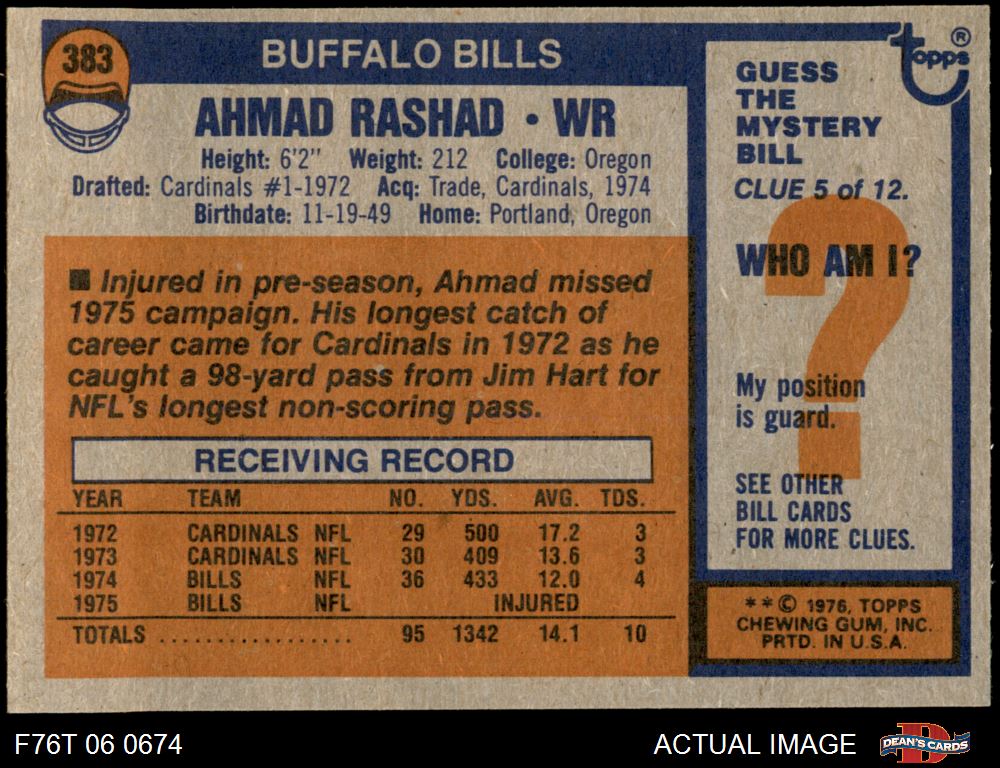 383
BUFFALO BILLS
AHMAD RASHAD • WR
Height: 6'2" Weight: 212 College: Oregon
Drafted: Cardinals #1-1972 Acq: Trade, Cardinals, 1974
Birthdate: 11-19-49 Home: Portland, Oregon
■ Injured in pre-season, Ahmad missed
1975 campaign. His longest catch of
career came for Cardinals in 1972 as he
caught a 98-yard pass from Jim Hart for
NFL's longest non-scoring pass.
RECEIVING RECORD
YEAR TEAM NO. YDS. AVG. TDS.
1972 CARDINALS NFL 29 500 17.2 3
1973 CARDINALS NFL 30 409 13.6 3
1974 BILLS NFL 36 433 12.0 4
1975 BILLS NFL INJURED
TOTALS .................. 95 1342 14.1 10
topps ®
GUESS
THE
MYSTERY
BILL
CLUE 5 of 12.
?
WHO AM I?
My position
is guard.
SEE OTHER
BILL CARDS
FOR MORE CLUES.
**© 1976, TOPPS
CHEWING GUM, INC.
PRTD. IN U.S.A.
F76T 06 0674
ACTUAL IMAGE
D
DEAN'S CARDS